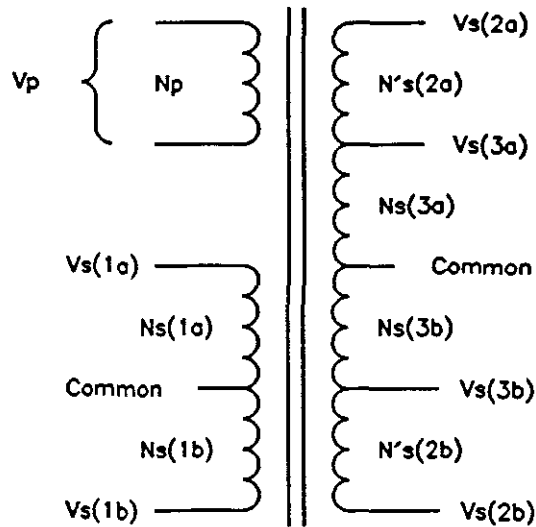 Vp
Np
Vs(1a)
Ns(1a)
Common
Ns(1b)
Vs(1b)
Vs(2a)
N's(2a)
Vs(3a)
Ns(3a)
Common
Ns(3b)
Vs(3b)
N's(2b)
Vs(2b)